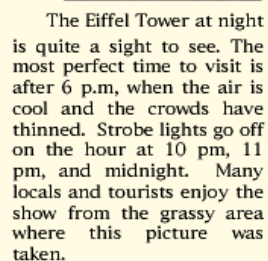 The Eiffel Tower at night
is quite a sight to see. The
most perfect time to visit is
after 6 p.m, when the air is
cool and the crowds have
thinned. Strobe lights go off
on the hour at 10 pm, 11
pm, and midnight. Many
locals and tourists enjoy the
show from the grassy area
where this picture was
taken.